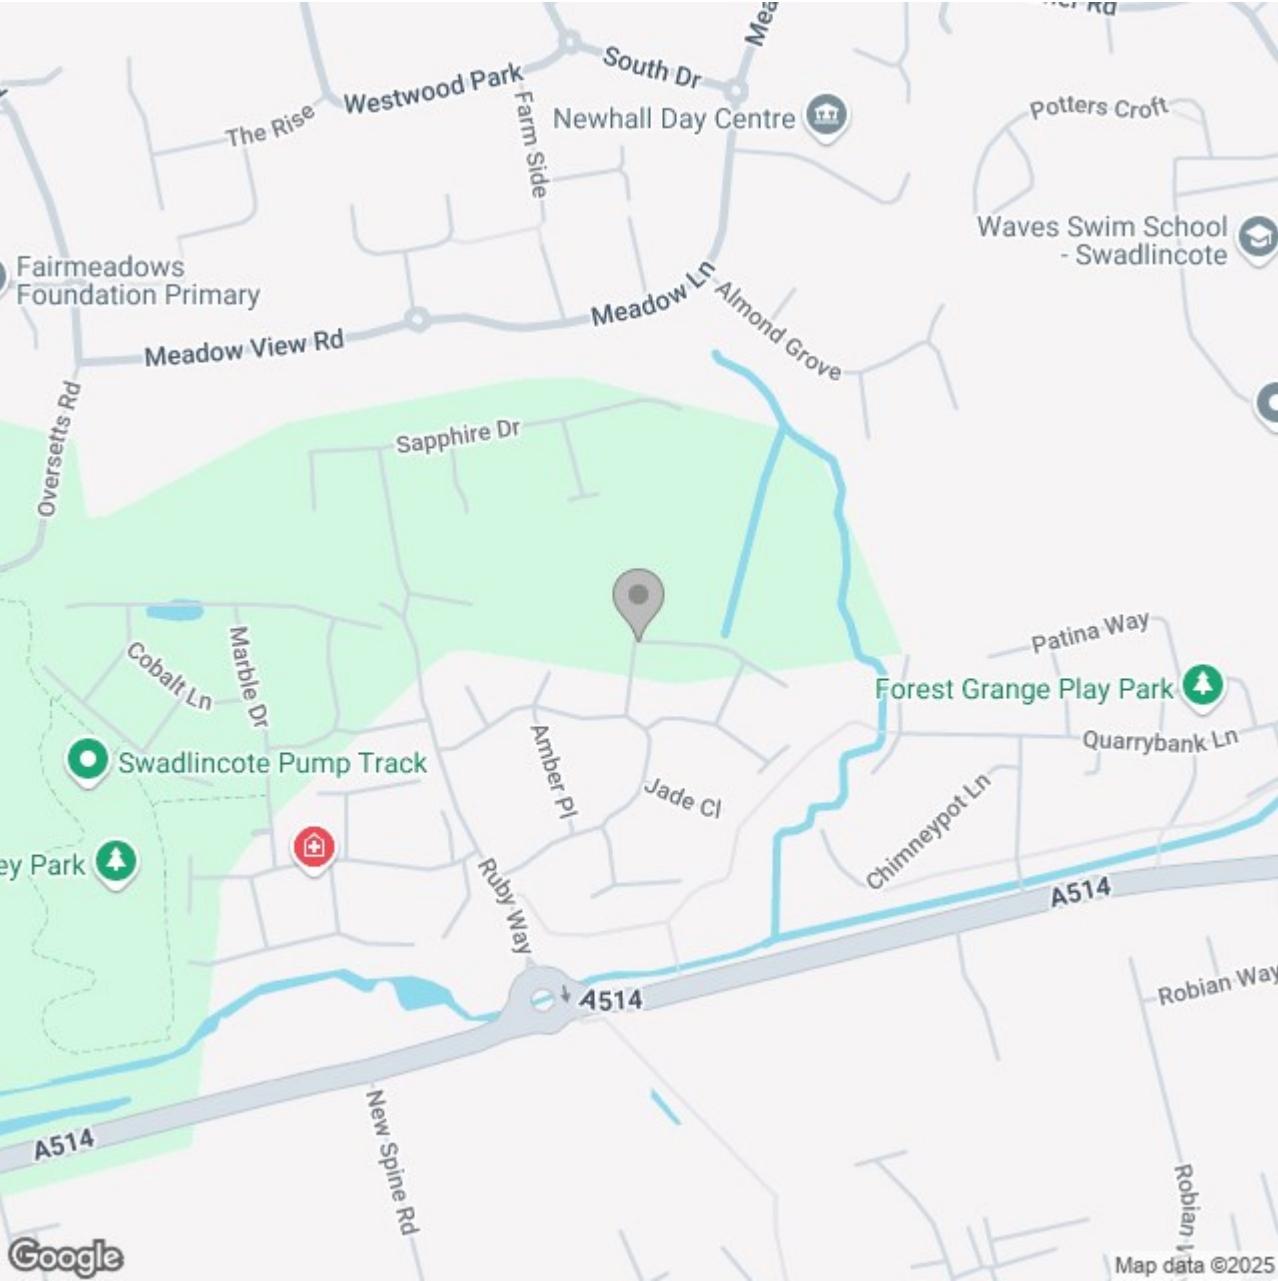 South Dr
Westwood Park
Newhall Day Centre
Potters Croft
The Rise
Farm Side
Waves Swim School
- Swadlincote
Fairmeadows
Foundation Primary
Meadow Ln
Almond Grove
Meadow View Rd
Oversetts Rd
Sapphire Dr
Patina Way
Cobalt Ln
Marble Dr
Forest Grange Play Park
Quarrybank Ln
Swadlincote Pump Track
Amber Pl
Jade Cl
Chimneypot Ln
Park
Ruby Way
A514
A514
Robian Way
A514
New Spine Rd
Robian
Google
Map data ©2025